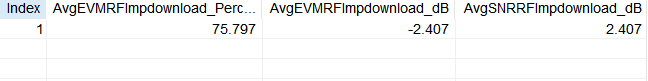 Index AvgEVMRFImpdownload_Perc... AvgEVMRFImpdownload_dB AvgSNRRFImpdownload_dB
1 75.797 -2.407 2.407